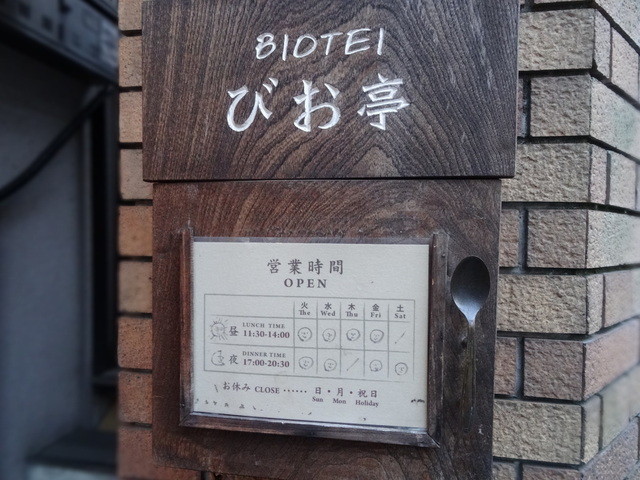 BIOTEI
びお亭
営業時間
OPEN
火 水 木 金 土
The Wed Thu Fri Sat
昼 LUNCH TIME 11:30-14:00
夜 DINNER TIME 17:00-20:30
お休み CLOSE …… 日・月・祝日
Sun Mon Holiday